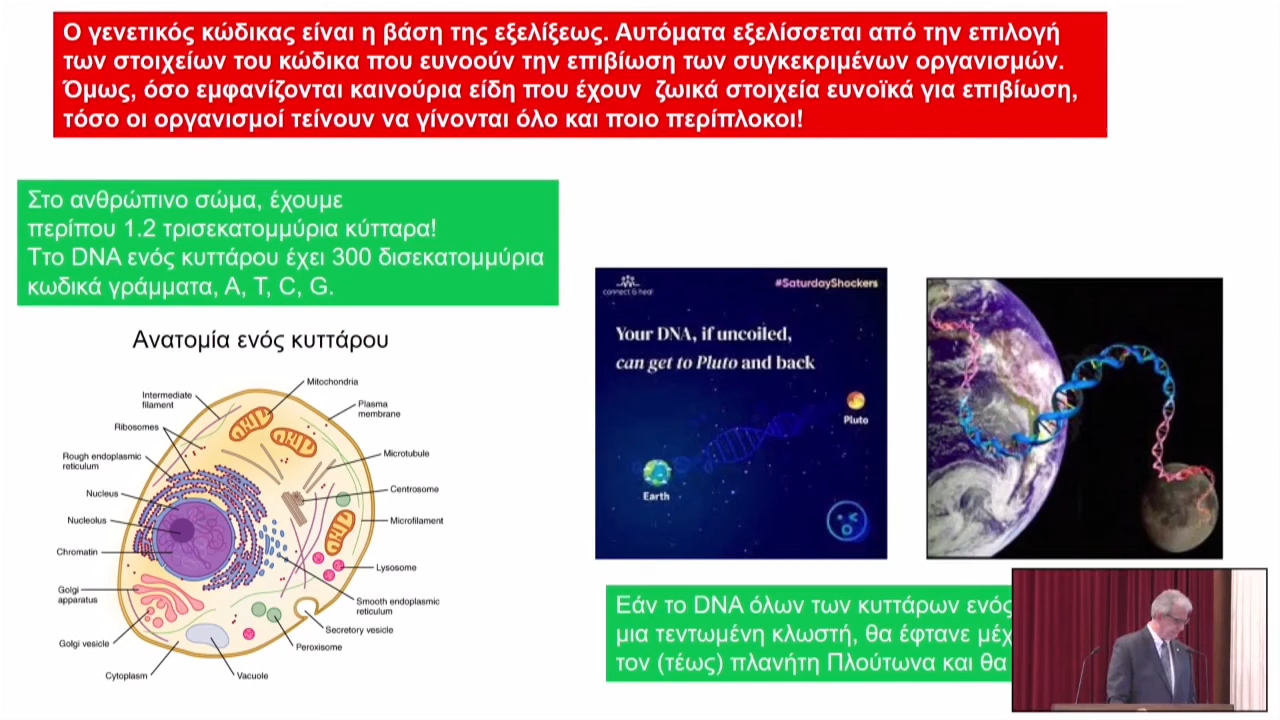 Ο γενετικός κώδικας είναι η βάση της εξελίξεως. Αυτόματα εξελίσσεται από την επιλογή
των στοιχείων του κώδικα που ευνοούν την επιβίωση των συγκεκριμένων οργανισμών.
Όμως, όσο εμφανίζονται καινούρια είδη που έχουν ζωικά στοιχεία ευνοϊκά για επιβίωση,
τόσο οι οργανισμοί τείνουν να γίνονται όλο και ποιο περίπλοκοι!
Στο ανθρώπινο σώμα, έχουμε
περίπου 1.2 τρισεκατομμύρια κύτταρα!
Tτο DNA ενός κυττάρου έχει 300 δισεκατομμύρια
κωδικά γράμματα, A, T, C, G.
Ανατομία ενός κυττάρου
Mitochondria
Intermediate
filament
Plasma
membrane
Ribosomes
Rough endoplasmic
reticulum
Microtubule
Nucleus
Centrosome
Nucleolus
Microfilament
Chromatin
Lysosome
Golgi
apparatus
Smooth endoplasmic
reticulum
Secretory vesicle
Golgi vesicle
Peroxisome
Cytoplasm
Vacuole
connect & heal
#SaturdayShockers
Your DNA, if uncoiled,
can get to Pluto and back
Pluto
Earth
Εάν το DNA όλων των κυττάρων ενός
μια τεντωμένη κλωστή, θα έφτανε
τον (τέως) πλανήτη Πλούτωνα και θα